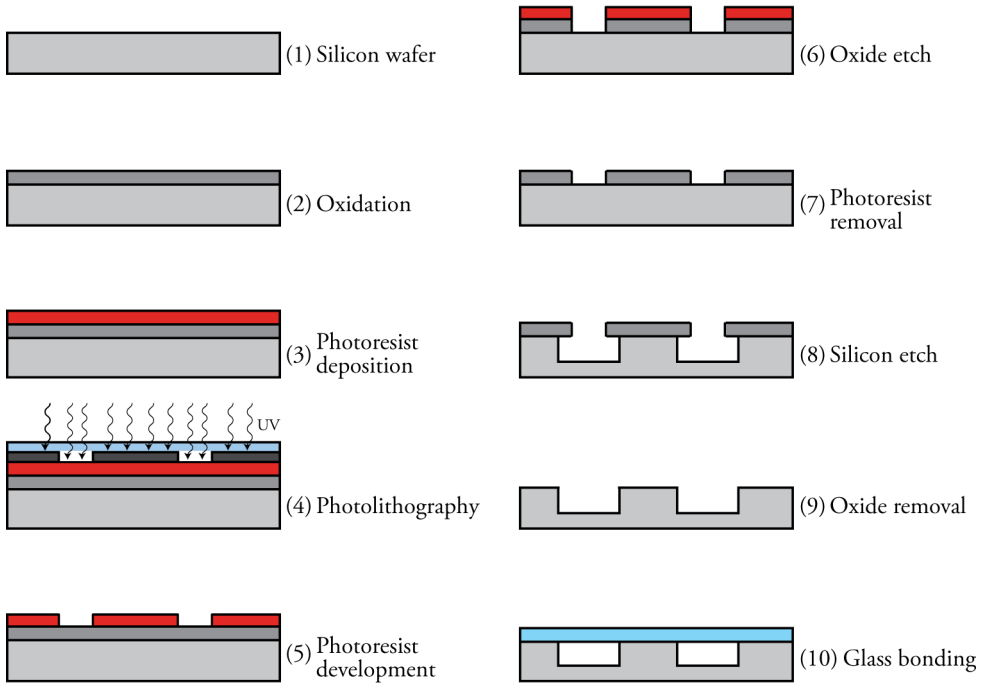 (1) Silicon wafer
(2) Oxidation
(3) Photoresist
deposition
UV
(4) Photolithography
(5) Photoresist
development
(6) Oxide etch
(7) Photoresist
removal
(8) Silicon etch
(9) Oxide removal
(10) Glass bonding